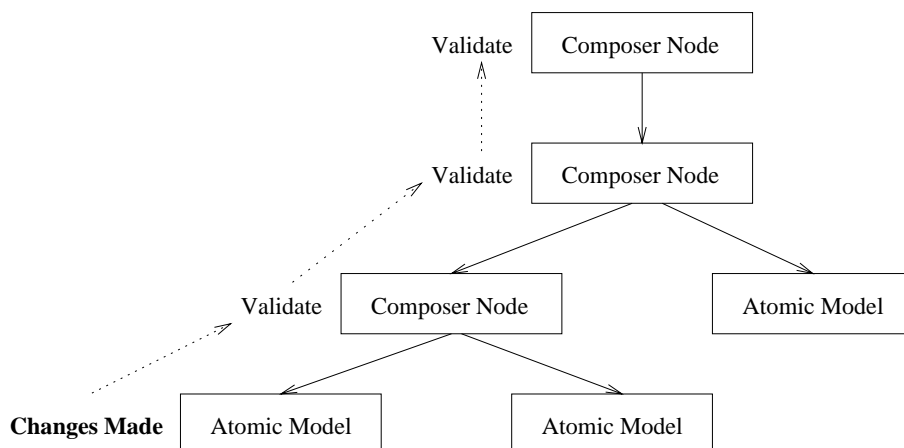 Validate Composer Node
Validate Composer Node
Validate Composer Node Atomic Model
Changes Made Atomic Model Atomic Model